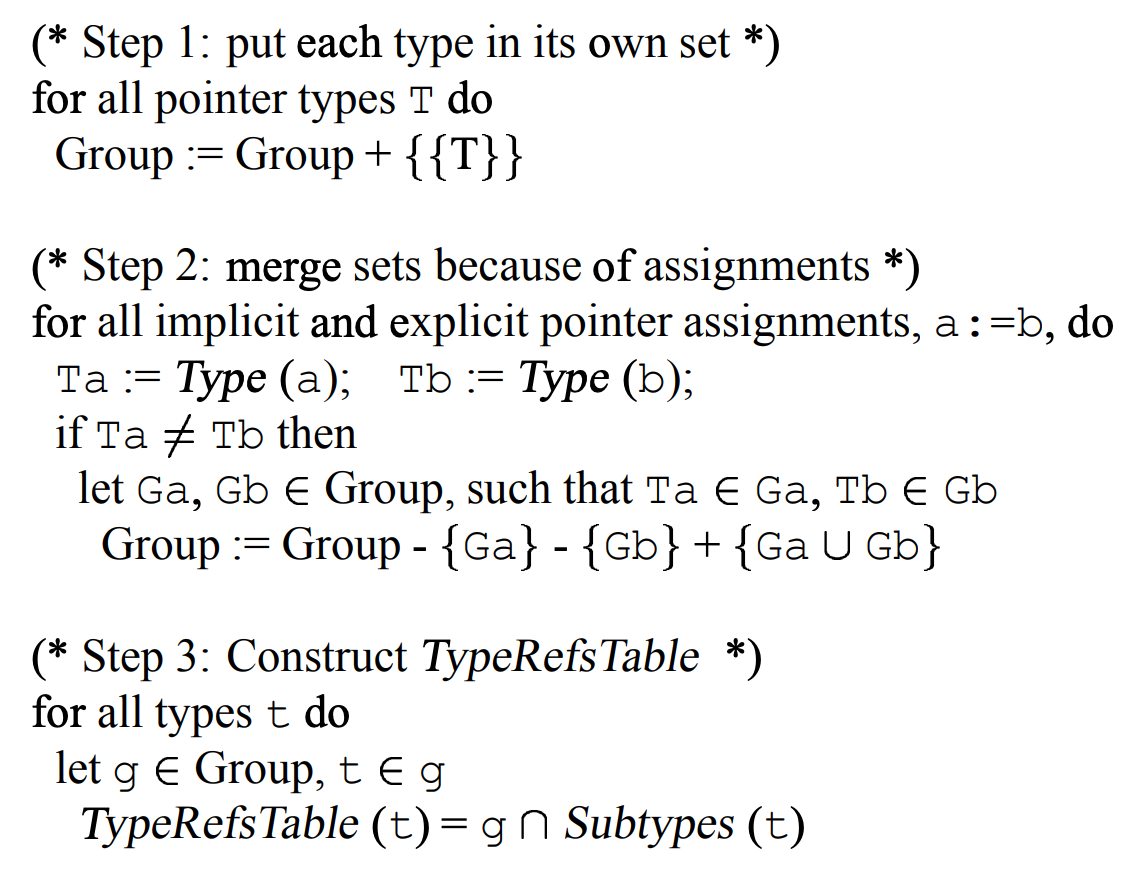 (* Step 1: put each type in its own set *)
for all pointer types T do
Group := Group + {{T}}
(* Step 2: merge sets because of assignments *)
for all implicit and explicit pointer assignments, a:=b, do
Ta := Type (a); Tb := Type (b);
if Ta ≠ Tb then
let Ga, Gb ∈ Group, such that Ta ∈ Ga, Tb ∈ Gb
Group := Group - {Ga} - {Gb} + {Ga ∪ Gb}
(* Step 3: Construct TypeRefsTable *)
for all types t do
let g ∈ Group, t ∈ g
TypeRefsTable (t) = g ∩ Subtypes (t)